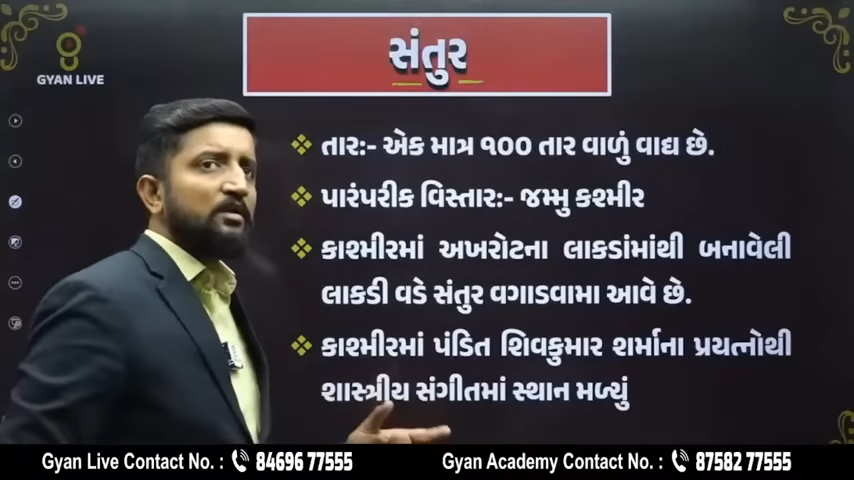 GYAN LIVE
સંતુર
તાર:- એક માત્ર ૧૦૦ તાર વાળું વાદ્ય છે.
પારંપરીક વિસ્તાર:- જમ્મુ કશ્મીર
કાશ્મીરમાં અખરોટના લાકડાંમાંથી બનાવેલી
લાકડી વડે સંતુર વગાડવામા આવે છે.
કાશ્મીરમાં પંડિત શિવકુમાર શર્માના પ્રયત્નોથી
શાસ્ત્રીય સંગીતમાં સ્થાન મળ્યું
Gyan Live Contact No. : 84696 77555 Gyan Academy Contact No. : 87582 77555